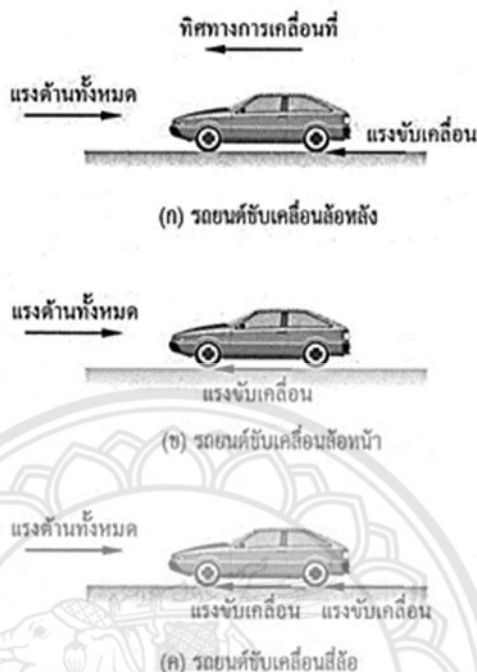 ทิศทางการเคลื่อนที่
แรงต้านทั้งหมด
แรงขับเคลื่อน
(ก) รถยนต์ขับเคลื่อนล้อหลัง
แรงต้านทั้งหมด
แรงขับเคลื่อน
(ข) รถยนต์ขับเคลื่อนล้อหน้า
แรงต้านทั้งหมด
แรงขับเคลื่อน แรงขับเคลื่อน
(ค) รถยนต์ขับเคลื่อนสี่ล้อ